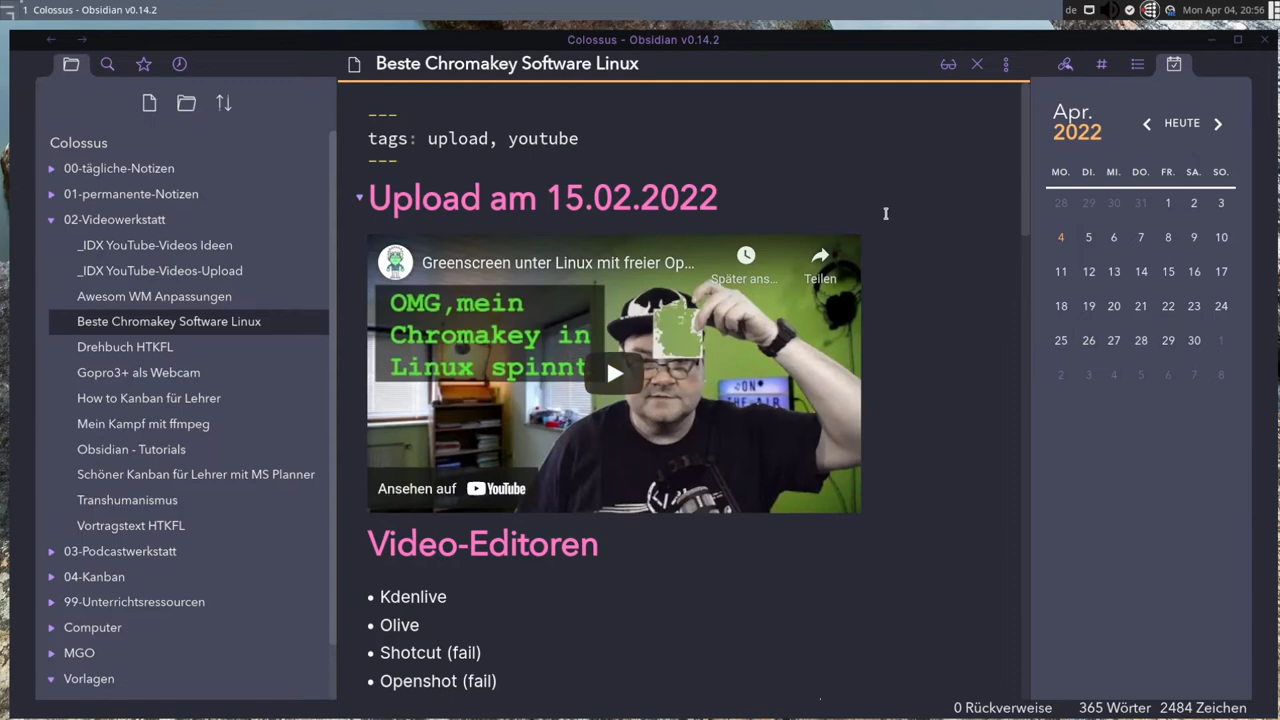 1 Colossus - Obsidian v0.14.2
de
Mon Apr 04, 20:56
Colossus - Obsidian v0.14.2
Beste Chromakey Software Linux
Colossus
00-tägliche-Notizen
01-permanente-Notizen
02-Videowerkstatt
_IDX YouTube-Videos Ideen
_IDX YouTube-Videos-Upload
Awesom WM Anpassungen
Beste Chromakey Software Linux
Drehbuch HTKFL
Gopro3+ als Webcam
How to Kanban für Lehrer
Mein Kampf mit ffmpeg
Obsidian - Tutorials
Schöner Kanban für Lehrer mit MS Planner
Transhumanismus
Vortragstext HTKFL
03-Podcastwerkstatt
04-Kanban
99-Unterrichtsressourcen
Computer
MGO
Vorlagen
---
tags: upload, youtube
---
Upload am 15.02.2022
Greenscreen unter Linux mit freier Op...
Später ans...
Teilen
OMG,mein
Chromakey in
Linux spinnt
ON
THE AIR
Ansehen auf YouTube
Video-Editoren
• Kdenlive
• Olive
• Shotcut (fail)
• Openshot (fail)
Apr.
2022
HEUTE
MO. DI. MI. DO. FR. SA. SO.
28 29 30 31 1 2 3
4 5 6 7 8 9 10
11 12 13 14 15 16 17
18 19 20 21 22 23 24
25 26 27 28 29 30 1
2 3 4 5 6 7 8
0 Rückverweise 365 Wörter 2484 Zeichen